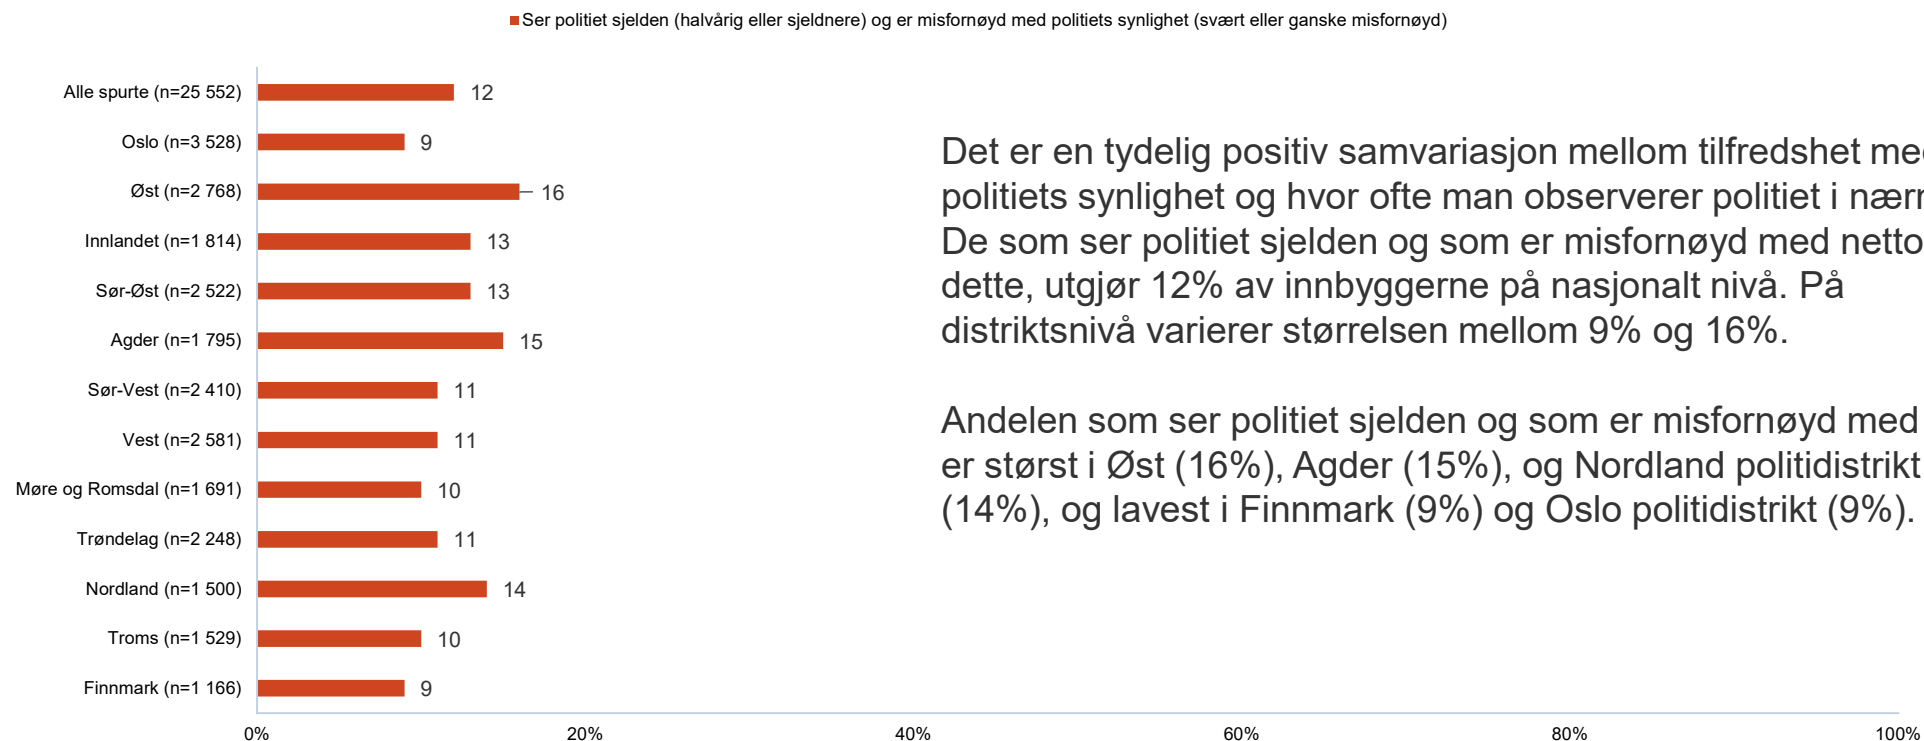 Ser politiet sjelden (halvårig eller sjeldnere) og er misfornøyd med politiets synlighet (svært eller ganske misfornøyd)
Alle spurte (n=25 552) 12
Oslo (n=3 528) 9
Øst (n=2 768) 16
Innlandet (n=1 814) 13
Sør-Øst (n=2 522) 13
Agder (n=1 795) 15
Sør-Vest (n=2 410) 11
Vest (n=2 581) 11
Møre og Romsdal (n=1 691) 10
Trøndelag (n=2 248) 11
Nordland (n=1 500) 14
Troms (n=1 529) 10
Finnmark (n=1 166) 9
0% 20% 40% 60% 80% 100%
Det er en tydelig positiv samvariasjon mellom tilfredshet
politiets synlighet og hvor ofte man observerer politiet i
De som ser politiet sjelden og som er misfornøyd med
dette, utgjør 12% av innbyggerne på nasjonalt nivå. På
distriktsnivå varierer størrelsen mellom 9% og 16%.
Andelen som ser politiet sjelden og som er misfornøyd med
er størst i Øst (16%), Agder (15%), og Nordland politidistrikt
(14%), og lavest i Finnmark (9%) og Oslo politidistrikt (9%).